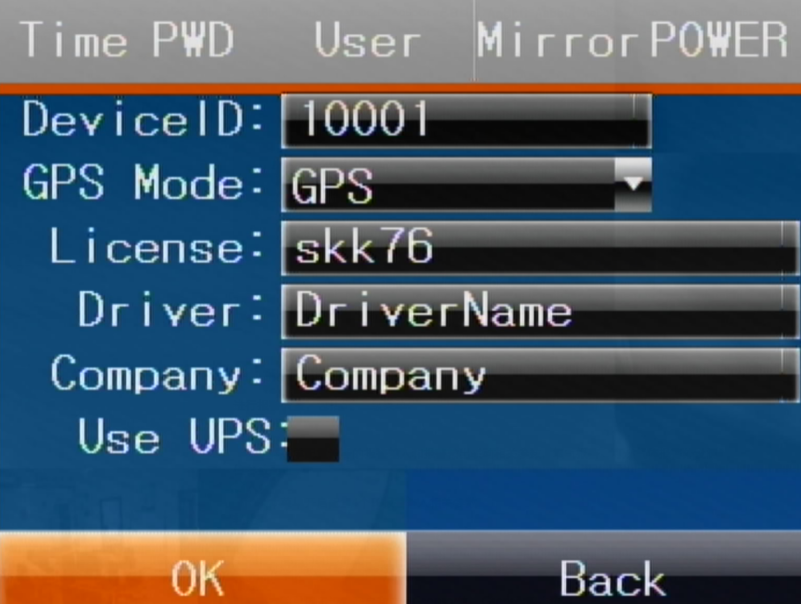 Time PWD User Mirror POWER
DeviceID: 10001
GPS Mode: GPS
License: skk76
Driver: DriverName
Company: Company
Use UPS:
OK Back